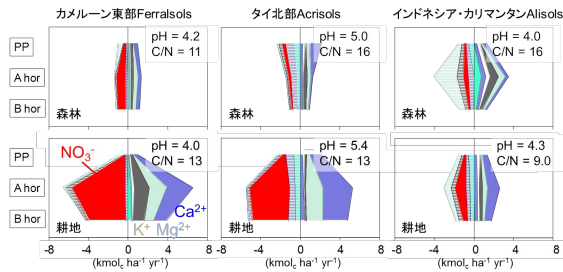 カメルーン東部Ferralsols
タイ北部Acrisols
インドネシア・カリマンタンAlisols
PP
A hor
B hor
森林
pH = 4.2
C/N = 11
森林
pH = 5.0
C/N = 16
森林
pH = 4.0
C/N = 16
PP
A hor
B hor
耕地
NO₃⁻
pH = 4.0
C/N = 13
K⁺ Mg²⁺
Ca²⁺
耕地
pH = 5.4
C/N = 13
耕地
pH = 4.3
C/N = 9.0
-8 -4 0 4 8
-4 0 4 8
-8 -4 0 4 8
(kmolc ha⁻¹ yr⁻¹)
(kmolc ha⁻¹ yr⁻¹)
(kmolc ha⁻¹ yr⁻¹)